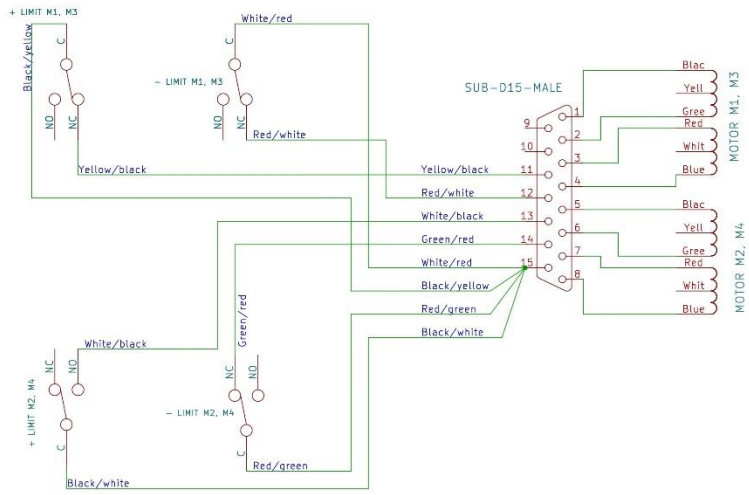 + LIMIT M1, M3
White/red
Black/yellow
C
C
- LIMIT M1, M3
NO
NC
NO
NC
Red/white
Yellow/black
SUB-D15-MALE
Yellow/black
Red/white
White/black
Green/red
White/red
Black/yellow
Red/green
Black/white
9
10
11
12
13
14
15
1
2
3
4
5
6
7
8
Blac
Yell
Gree
Red
Whit
Blue
MOTOR M1, M3
Blac
Yell
Gree
Red
Whit
Blue
MOTOR M2, M4
White/black
Green/red
NC
NO
NC
NO
+ LIMIT M2, M4
- LIMIT M2, M4
C
C
Red/green
Black/white